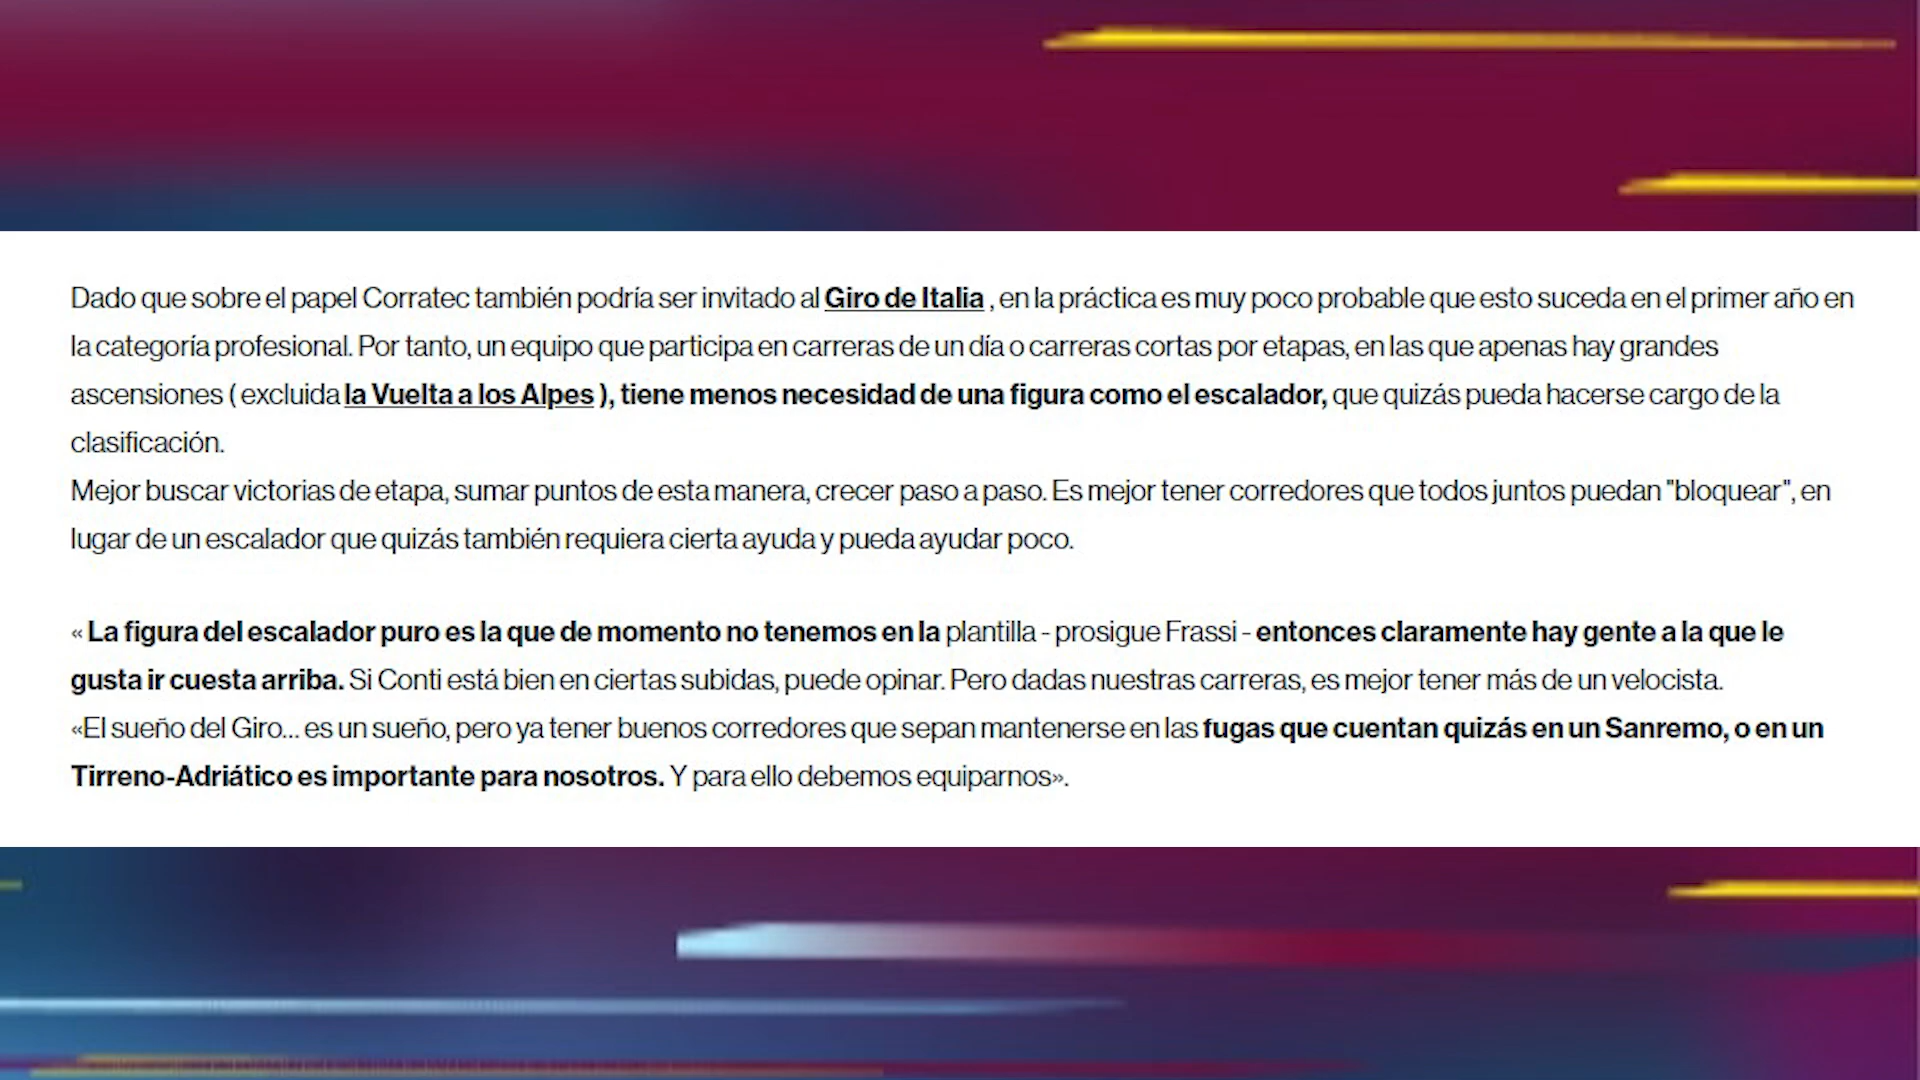 Dado que sobre el papel Corratec también podría ser invitado al Giro de Italia , en la práctica es muy poco probable que esto suceda en el primer año en
la categoría profesional. Por tanto, un equipo que participa en carreras de un día o carreras cortas por etapas, en las que apenas hay grandes
ascensiones ( excluida la Vuelta a los Alpes ), tiene menos necesidad de una figura como el escalador, que quizás pueda hacerse cargo de la
clasificación.
Mejor buscar victorias de etapa, sumar puntos de esta manera, crecer paso a paso. Es mejor tener corredores que todos juntos puedan "bloquear", en
lugar de un escalador que quizás también requiera cierta ayuda y pueda ayudar poco.
« La figura del escalador puro es la que de momento no tenemos en la plantilla - prosigue Frassi - entonces claramente hay gente a la que le
gusta ir cuesta arriba. Si Conti está bien en ciertas subidas, puede opinar. Pero dadas nuestras carreras, es mejor tener más de un velocista.
«El sueño del Giro... es un sueño, pero ya tener buenos corredores que sepan mantenerse en las fugas que cuentan quizás en un Sanremo, o en un
Tirreno-Adriático es importante para nosotros. Y para ello debemos equiparnos».